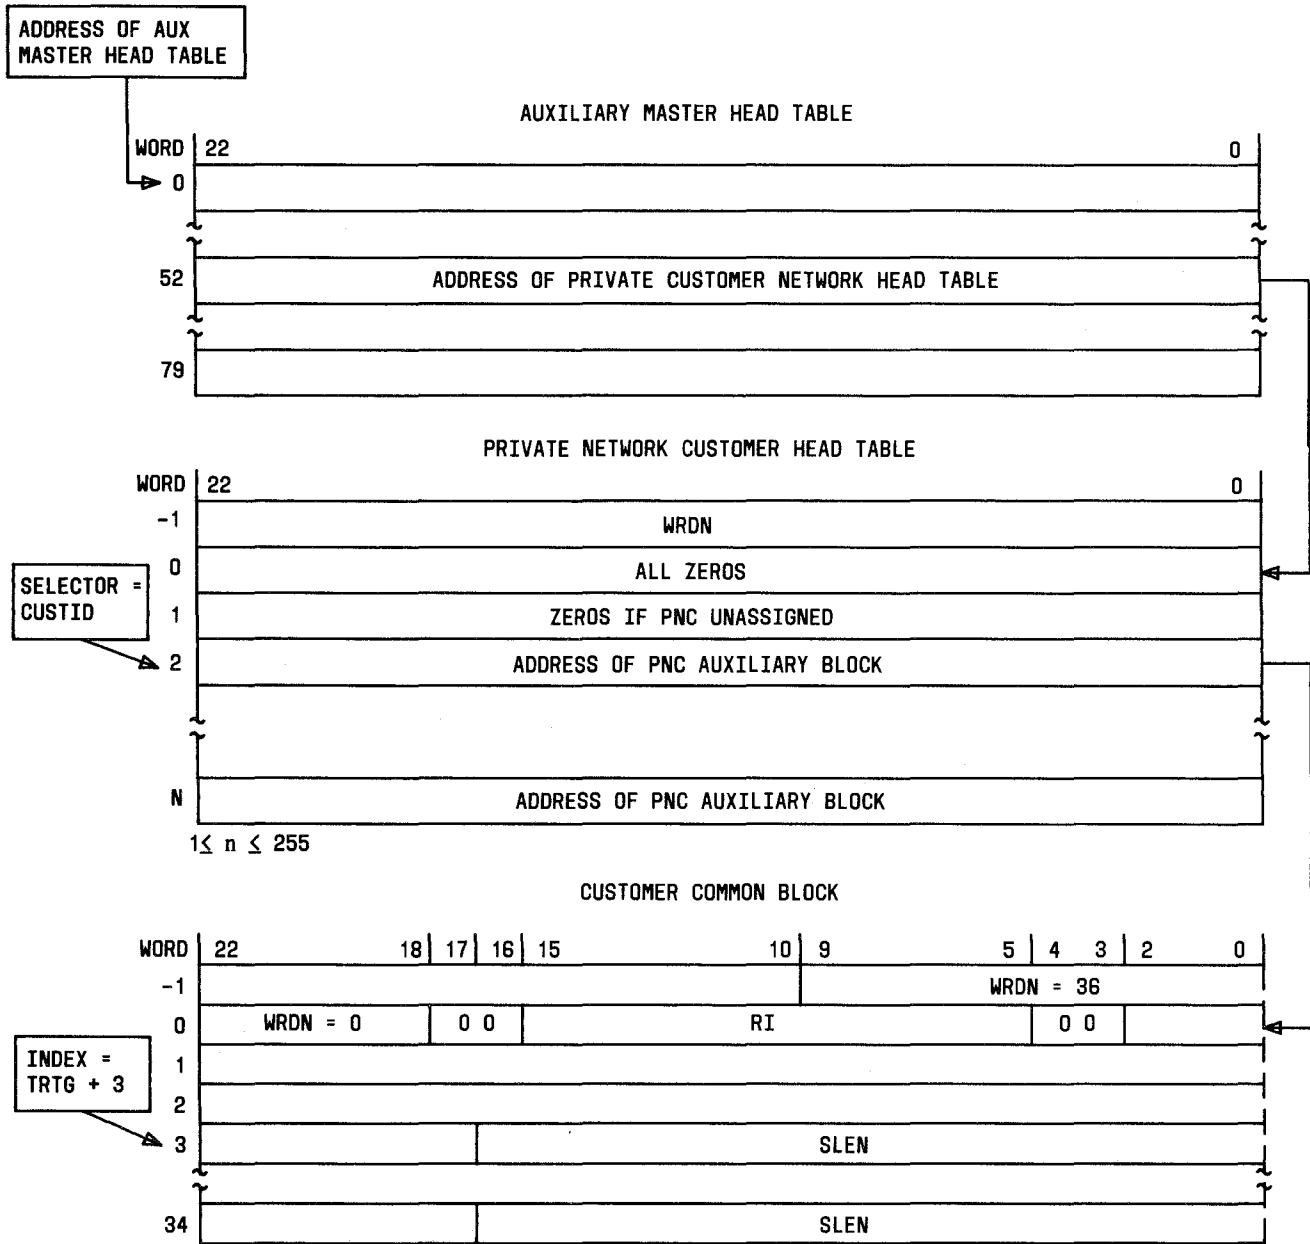 ADDRESS OF AUX
MASTER HEAD TABLE
AUXILIARY MASTER HEAD TABLE
WORD 22 0
0
52 ADDRESS OF PRIVATE CUSTOMER NETWORK HEAD TABLE
79
PRIVATE NETWORK CUSTOMER HEAD TABLE
WORD 22 0
-1 WRDN
0 ALL ZEROS
SELECTOR =
CUSTID
1 ZEROS IF PNC UNASSIGNED
2 ADDRESS OF PNC AUXILIARY BLOCK
N ADDRESS OF PNC AUXILIARY BLOCK
1≤ n ≤ 255
CUSTOMER COMMON BLOCK
WORD 22 18 17 16 15 10 9 5 4 3 2 0
-1 WRDN = 36
0 WRDN = 0 0 0 RI 0 0
INDEX =
TRTG + 3
1
2
3 SLEN
34 SLEN